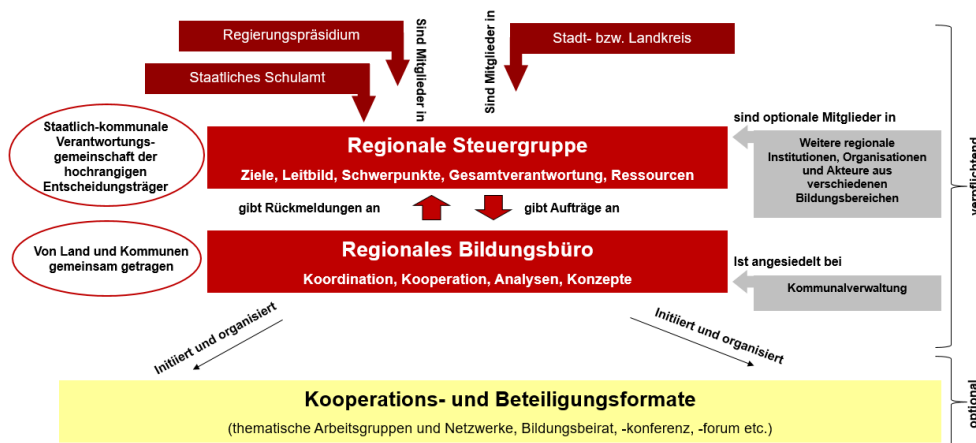 Regierungspräsidium
Staatliches Schulamt
Sind Mitglieder in
Sind Mitglieder in
Stadt- bzw. Landkreis
Staatlich-kommunale
Verantwortungs-
gemeinschaft der
hochrangigen
Entscheidungsträger
Regionale Steuergruppe
Ziele, Leitbild, Schwerpunkte, Gesamtverantwortung, Ressourcen
sind optionale Mitglieder in
Weitere regionale
Institutionen, Organisationen
und Akteure aus
verschiedenen
Bildungsbereichen
verpflichtend
gibt Rückmeldungen an
gibt Aufträge an
Von Land und Kommunen
gemeinsam getragen
Regionales Bildungsbüro
Koordination, Kooperation, Analysen, Konzepte
Ist angesiedelt bei
Kommunalverwaltung
Initiiert und organisiert
Initiiert und organisiert
Kooperations- und Beteiligungsformate
(thematische Arbeitsgruppen und Netzwerke, Bildungsbeirat, -konferenz, -forum etc.)
optional